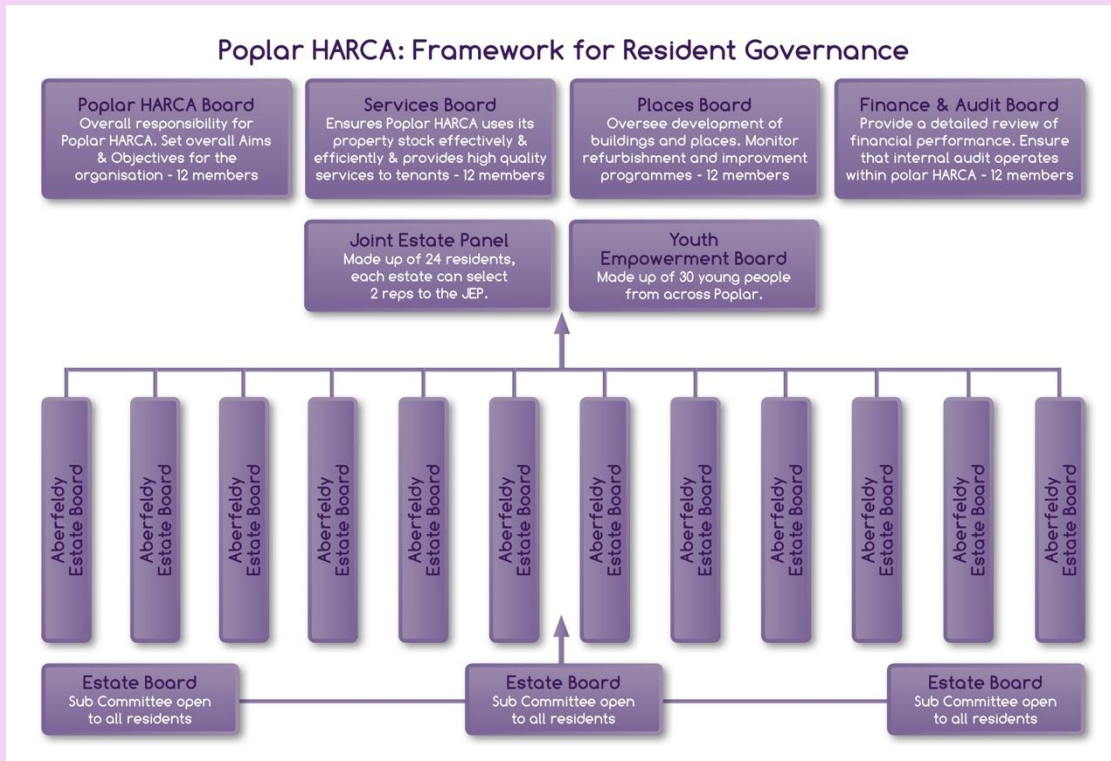 Poplar HARCA: Framework for Resident Governance
Poplar HARCA Board
Overall responsibility for
Poplar HARCA. Set overall Aims
& Objectives for the
organisation - 12 members
Services Board
Ensures Poplar HARCA uses its
property stock effectively &
efficiently & provides high quality
services to tenants - 12 members
Places Board
Oversee development of
buildings and places. Monitor
refurbishment and improvment
programmes - 12 members
Finance & Audit Board
Provide a detailed review of
financial performance. Ensure
that internal audit operates
within polar HARCA - 12 members
Joint Estate Panel
Made up of 24 residents,
each estate can select
2 reps to the JEP.
Youth
Empowerment Board
Made up of 30 young people
from across Poplar.
Aberfeldy
Estate Board
Aberfeldy
Estate Board
Aberfeldy
Estate Board
Aberfeldy
Estate Board
Aberfeldy
Estate Board
Aberfeldy
Estate Board
Aberfeldy
Estate Board
Aberfeldy
Estate Board
Aberfeldy
Estate Board
Aberfeldy
Estate Board
Aberfeldy
Estate Board
Aberfeldy
Estate Board
Estate Board
Sub Committee open
to all residents
Estate Board
Sub Committee open
to all residents
Estate Board
Sub Committee open
to all residents